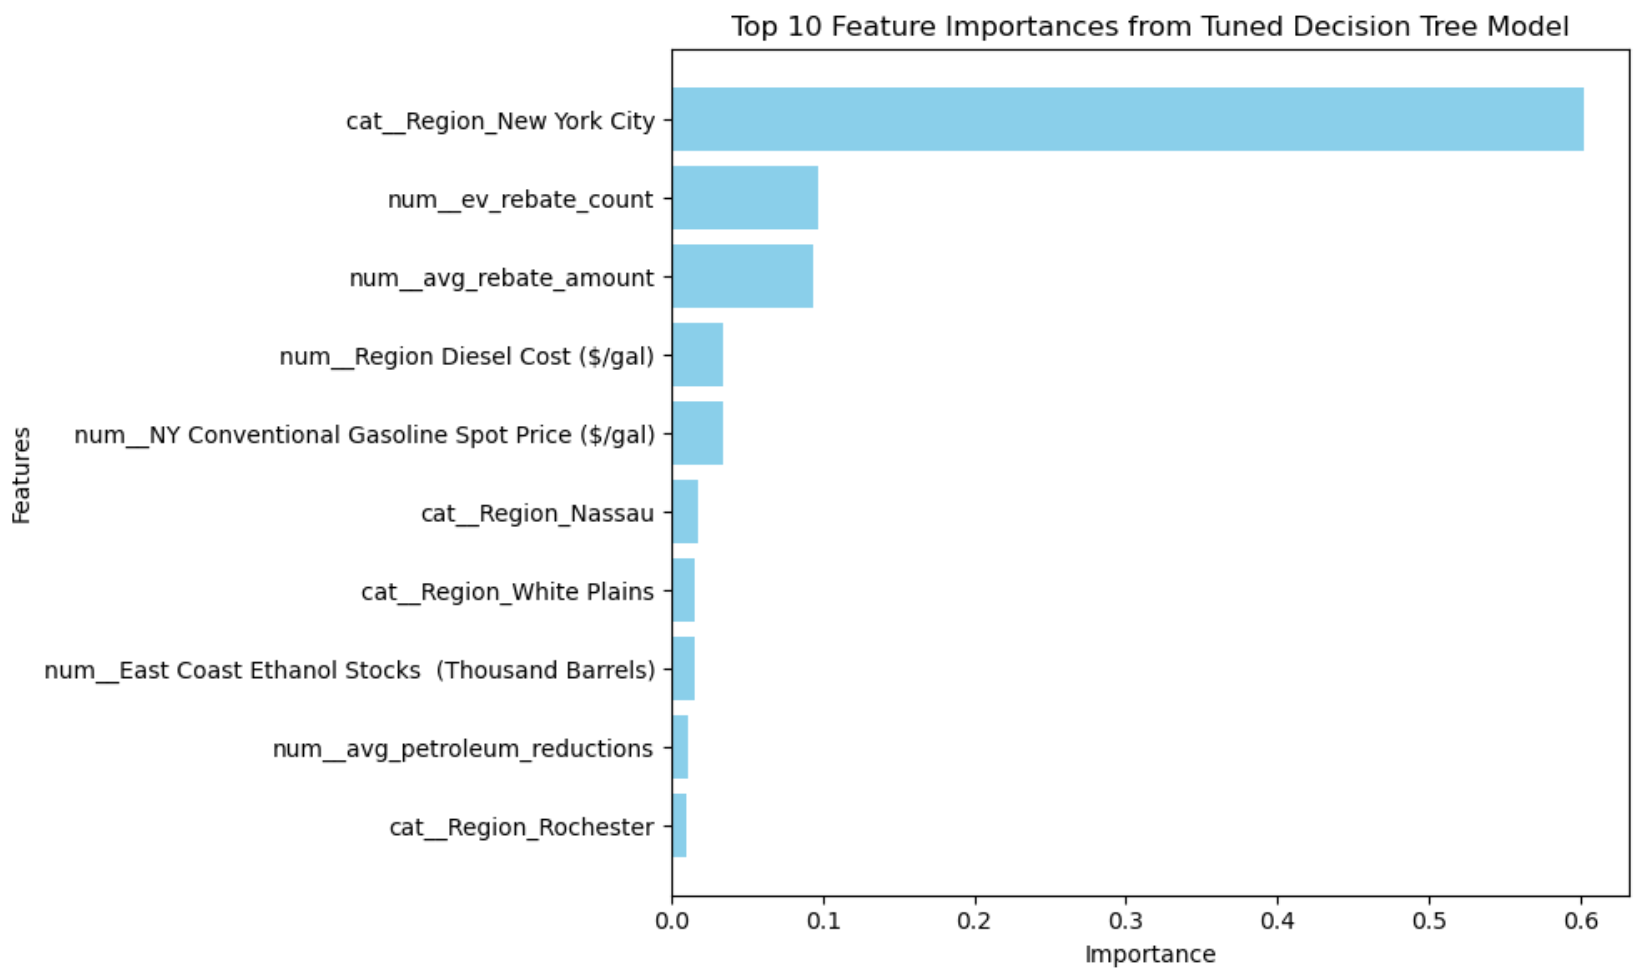 Top 10 Feature Importances from Tuned Decision Tree Model
cat__Region_New York City
num__ev_rebate_count
num__avg_rebate_amount
num__Region Diesel Cost ($/gal)
num__NY Conventional Gasoline Spot Price ($/gal)
cat__Region_Nassau
cat__Region_White Plains
num__East Coast Ethanol Stocks  (Thousand Barrels)
num__avg_petroleum_reductions
cat__Region_Rochester
Features
0.0 0.1 0.2 0.3 0.4 0.5 0.6
Importance